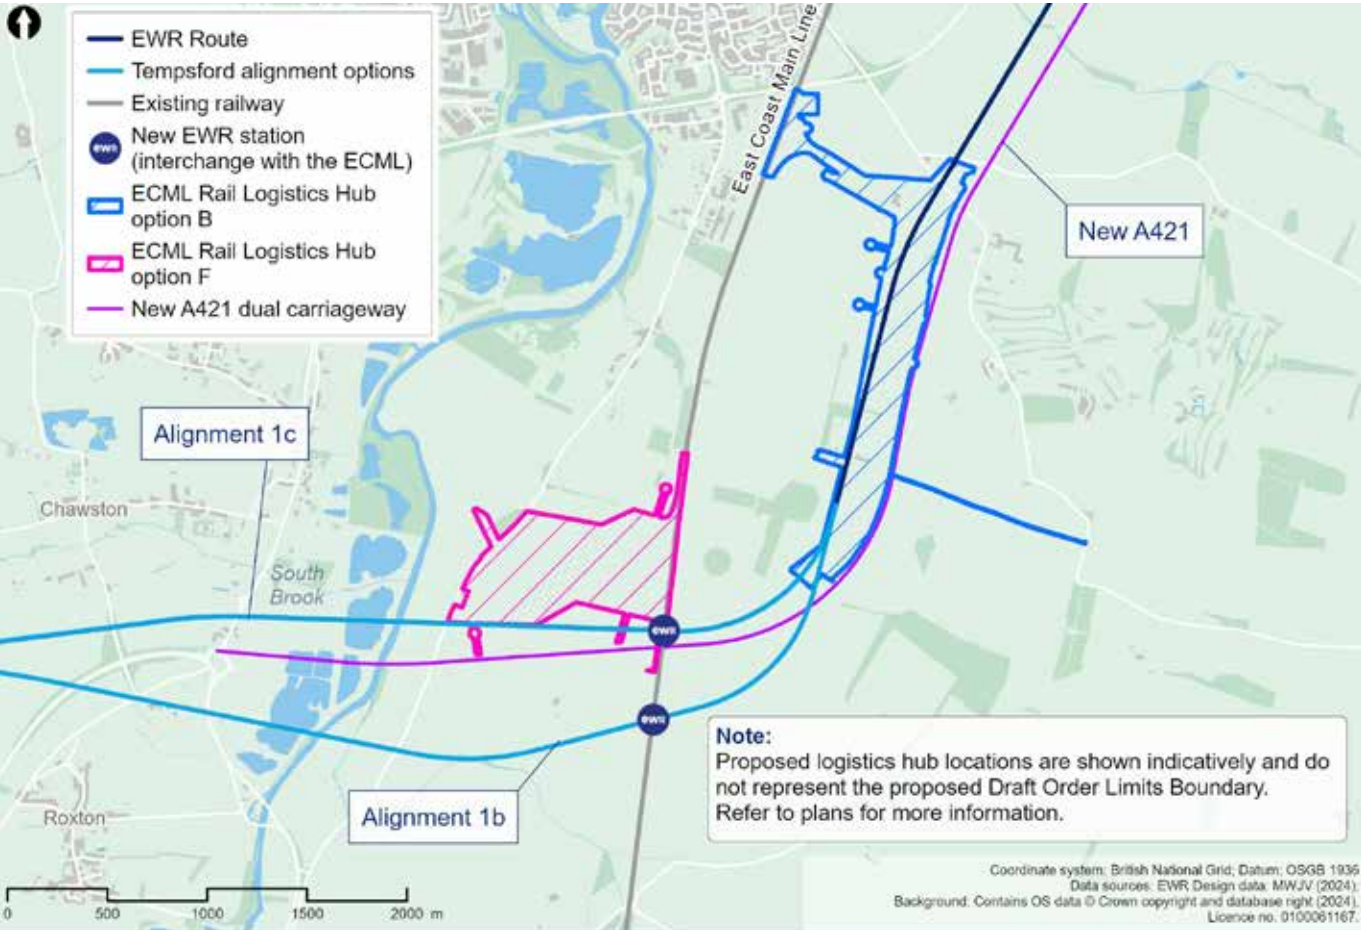 EWR Route
Tempsford alignment options
Existing railway
New EWR station
(interchange with the ECML)
ewr
ECML Rail Logistics Hub
option B
ECML Rail Logistics Hub
option F
New A421 dual carriageway
East Coast Main Line
New A421
Alignment 1c
Chawston
South
Brook
ewr
ewr
Alignment 1b
Roxton
Note:
Proposed logistics hub locations are shown indicatively and do
not represent the proposed Draft Order Limits Boundary.
Refer to plans for more information.
0 500 1000 1500 2000 m
Coordinate system: British National Grid; Datum: OSGB 1936
Data sources: EWR Design data: MWJV (2024).
Background: Contains OS data © Crown copyright and database right (2024).
Licence no. 0100061167.